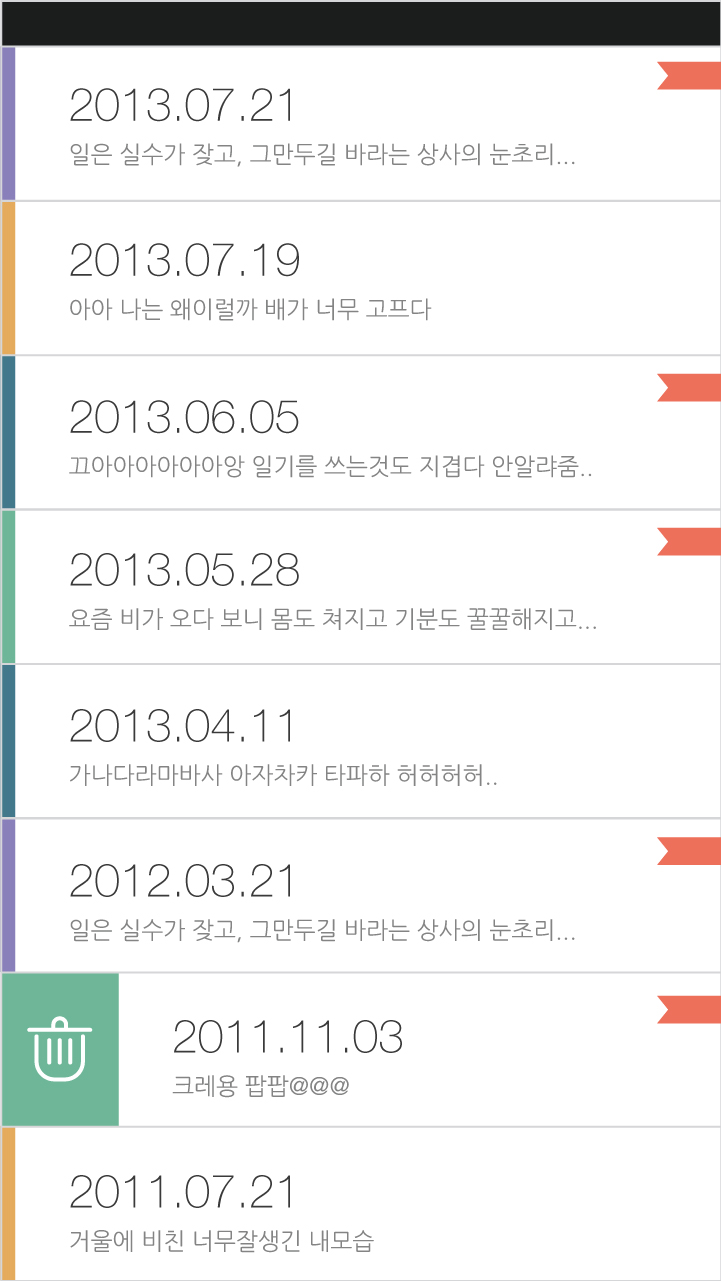 2013.07.21
일은 실수가 잦고, 그만두길 바라는 상사의 눈초리...
2013.07.19
아아 나는 왜이럴까 배가 너무 고프다
2013.06.05
끄아아아아아아앙 일기를 쓰는것도 지겹다 안알랴줌..
2013.05.28
요즘 비가 오다 보니 몸도 쳐지고 기분도 꿀꿀해지고...
2013.04.11
가나다라마바사 아자차카 타파하 허허허허..
2012.03.21
일은 실수가 잦고, 그만두길 바라는 상사의 눈초리...
2011.11.03
크레용 팝팝@@@
2011.07.21
거울에 비친 너무잘생긴 내모습